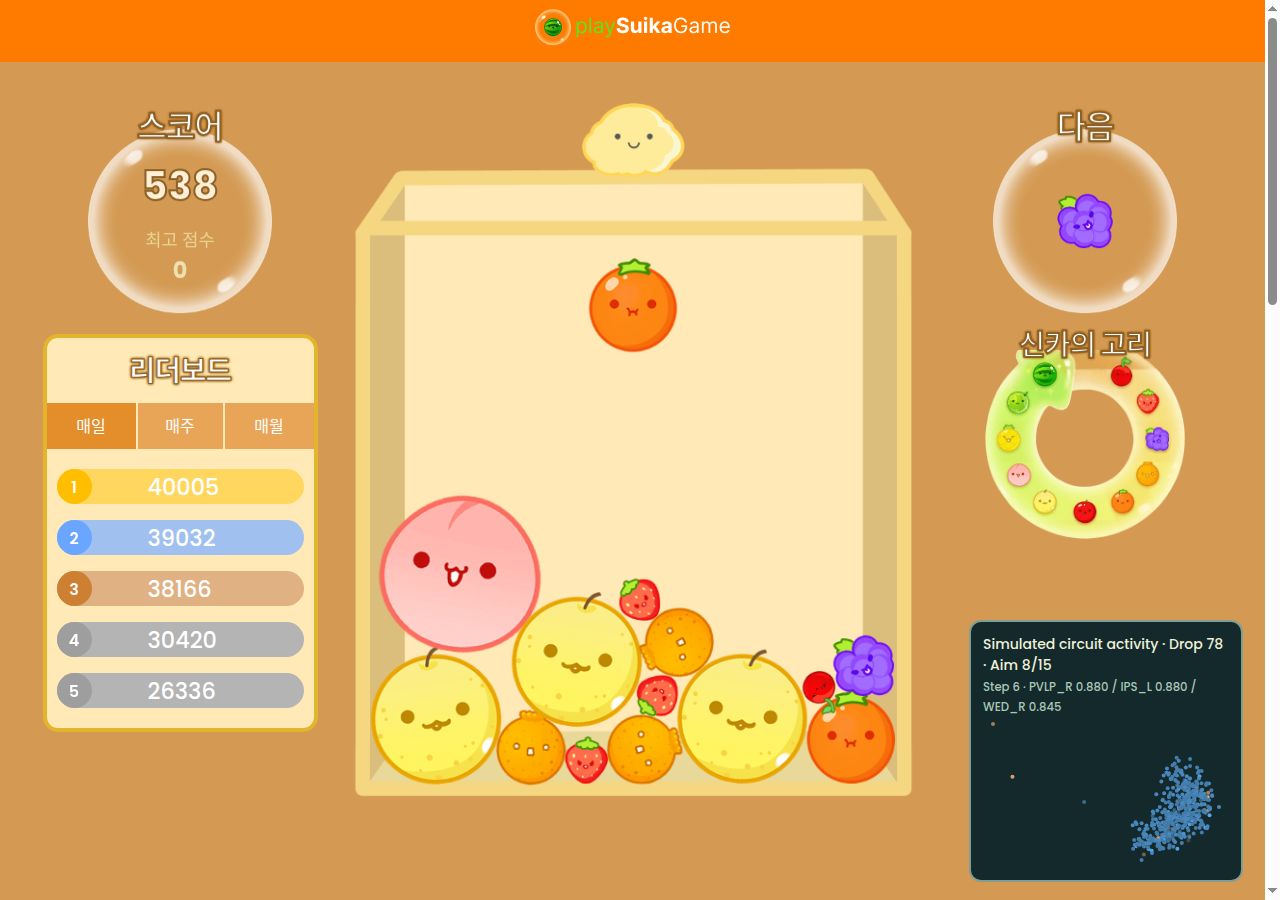 playSuikaGame
스코어
538
최고 점수
0
리더보드
매일 매주 매월
1 40005
2 39032
3 38166
4 30420
5 26336
다음
신카의 고리
Simulated circuit activity · Drop 78
· Aim 8/15
Step 6 · PVLP_R 0.880 / IPS_L 0.880 /
WED_R 0.845